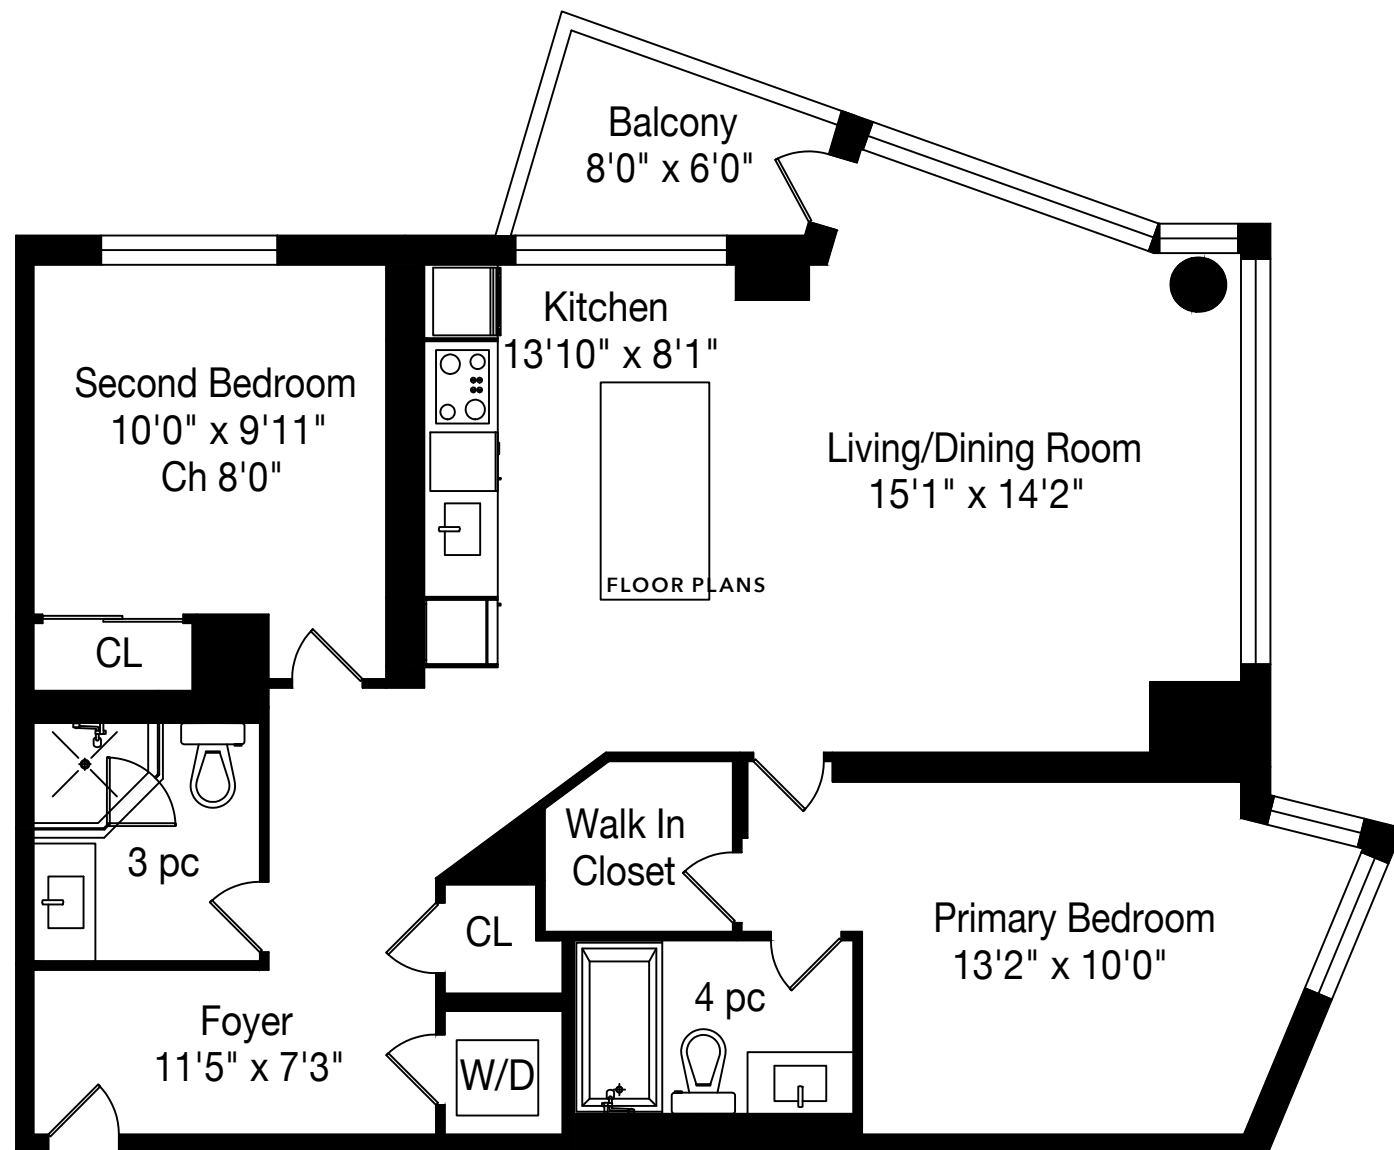 Balcony
8'0" x 6'0"
Kitchen
13'10" x 8'1"
Second Bedroom
10'0" x 9'11"
Ch 8'0"
Living/Dining Room
15'1" x 14'2"
FLOOR PLANS
CL
Walk In
Closet
3 pc
CL
Primary Bedroom
13'2" x 10'0"
4 pc
Foyer
11'5" x 7'3"
W/D